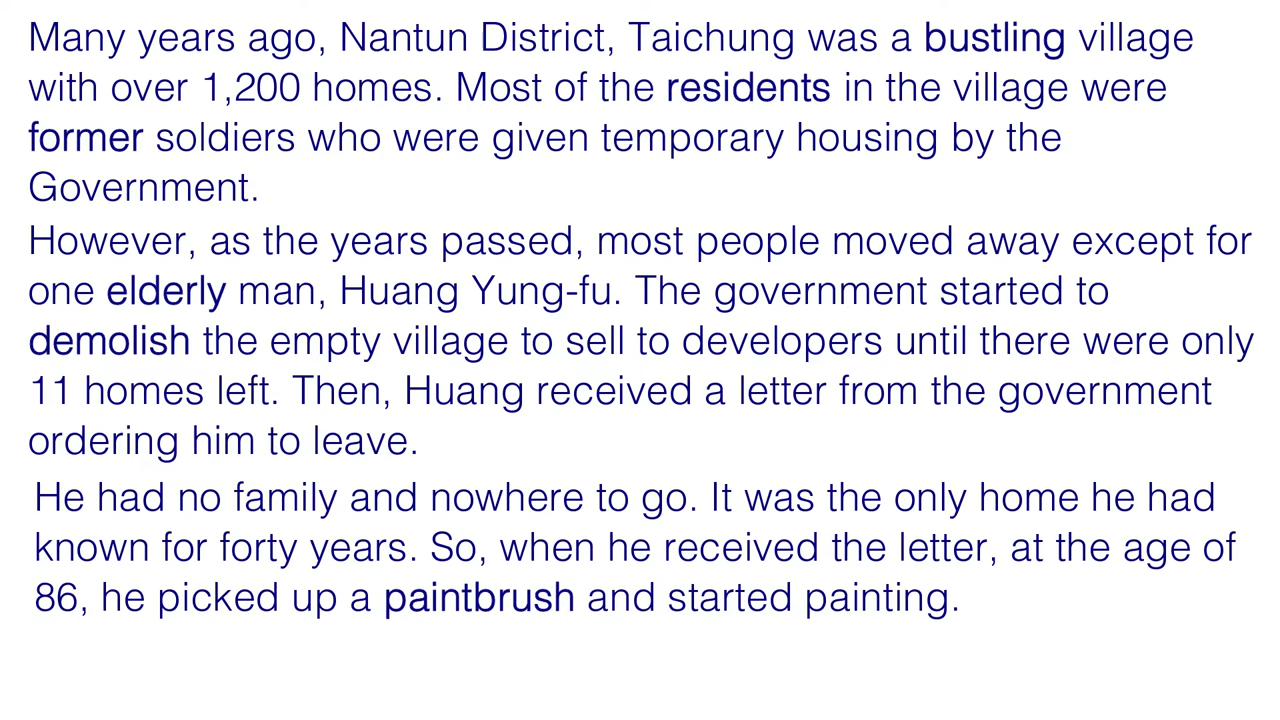 Many years ago, Nantun District, Taichung was a bustling village
with over 1,200 homes. Most of the residents in the village were
former soldiers who were given temporary housing by the
Government.
However, as the years passed, most people moved away except for
one elderly man, Huang Yung-fu. The government started to
demolish the empty village to sell to developers until there were only
11 homes left. Then, Huang received a letter from the government
ordering him to leave.
He had no family and nowhere to go. It was the only home he had
known for forty years. So, when he received the letter, at the age of
86, he picked up a paintbrush and started painting.